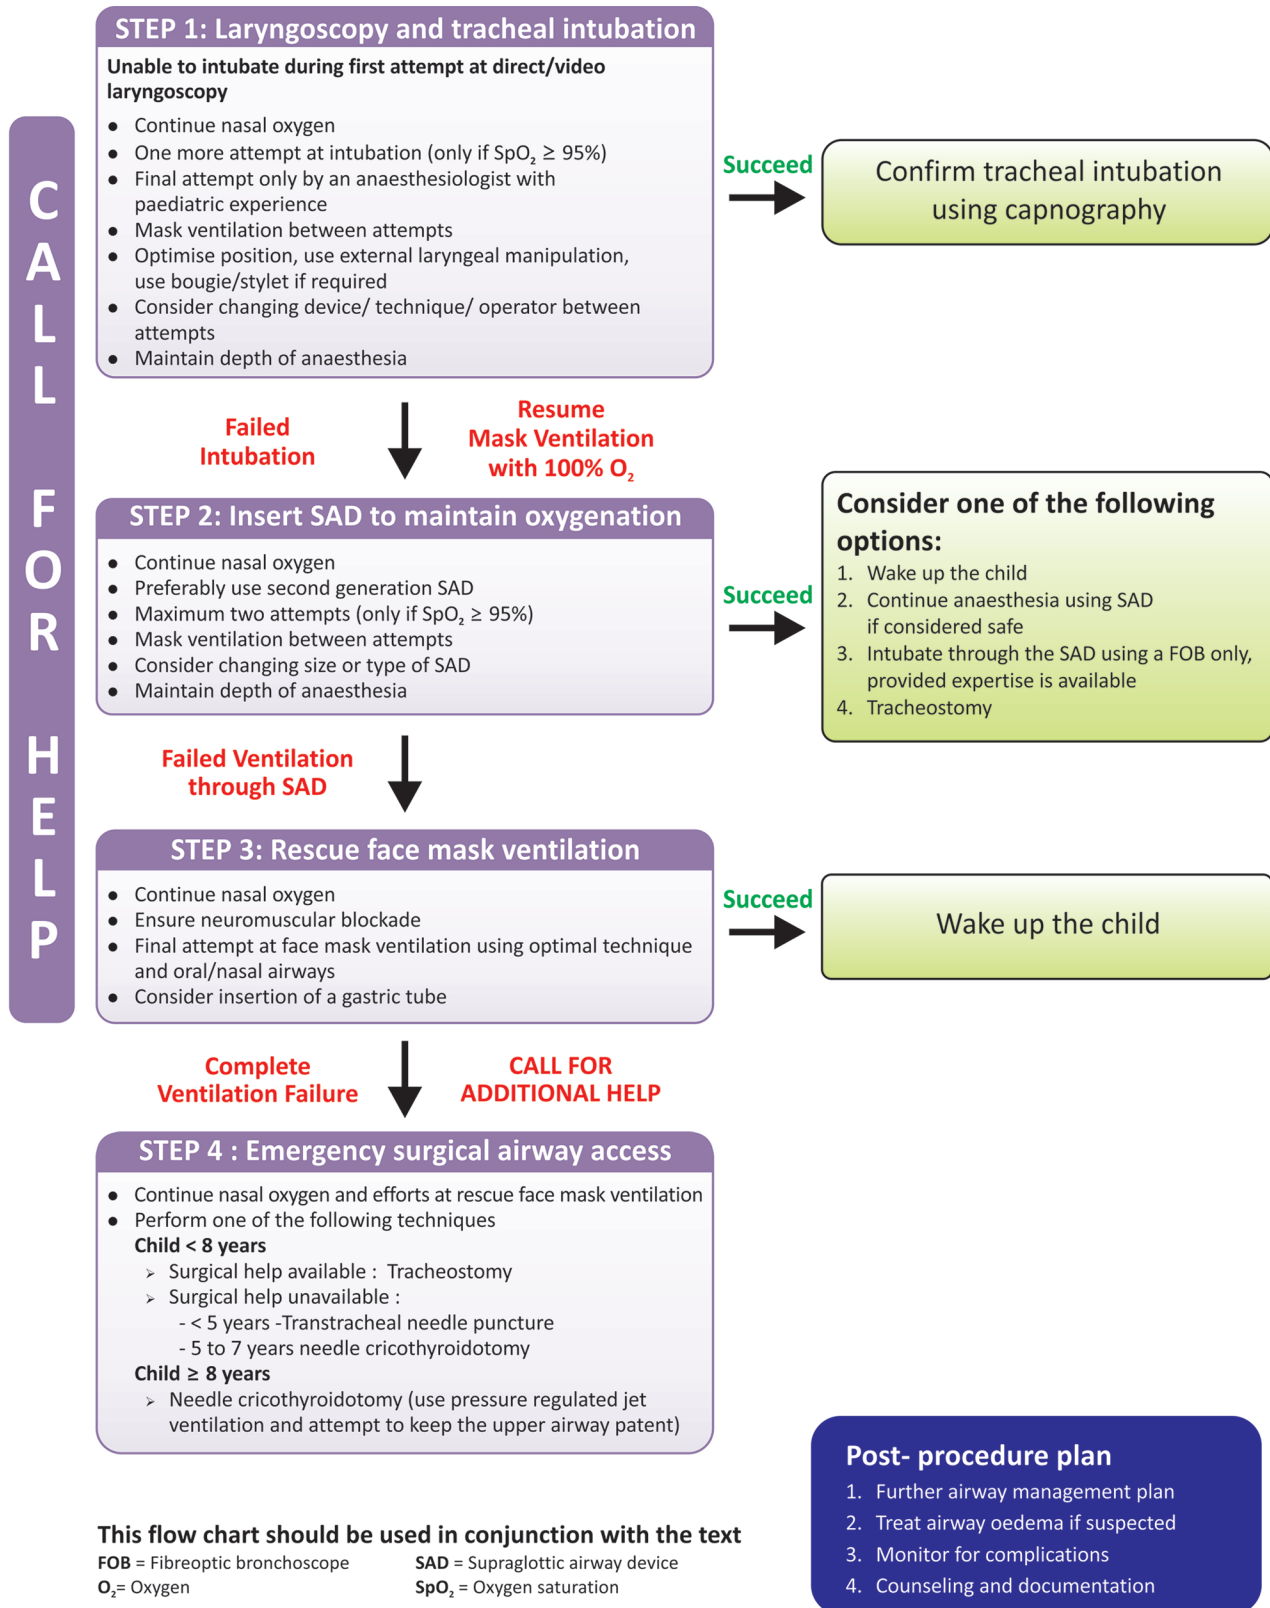 CALL FOR HELP
STEP 1: Laryngoscopy and tracheal intubation
Unable to intubate during first attempt at direct/video
laryngoscopy
● Continue nasal oxygen
● One more attempt at intubation (only if SpO₂ ≥ 95%)
● Final attempt only by an anaesthesiologist with
paediatric experience
● Mask ventilation between attempts
● Optimise position, use external laryngeal manipulation,
use bougie/stylet if required
● Consider changing device/ technique/ operator between
attempts
● Maintain depth of anaesthesia
Succeed
Confirm tracheal intubation
using capnography
Failed
Intubation
Resume
Mask Ventilation
with 100% O₂
STEP 2: Insert SAD to maintain oxygenation
● Continue nasal oxygen
● Preferably use second generation SAD
● Maximum two attempts (only if SpO₂ ≥ 95%)
● Mask ventilation between attempts
● Consider changing size or type of SAD
● Maintain depth of anaesthesia
Succeed
Consider one of the following
options:
1. Wake up the child
2. Continue anaesthesia using SAD
if considered safe
3. Intubate through the SAD using a FOB only,
provided expertise is available
4. Tracheostomy
Failed Ventilation
through SAD
STEP 3: Rescue face mask ventilation
● Continue nasal oxygen
● Ensure neuromuscular blockade
● Final attempt at face mask ventilation using optimal technique
and oral/nasal airways
● Consider insertion of a gastric tube
Succeed
Wake up the child
Complete
Ventilation Failure
CALL FOR
ADDITIONAL HELP
STEP 4 : Emergency surgical airway access
● Continue nasal oxygen and efforts at rescue face mask ventilation
● Perform one of the following techniques
Child < 8 years
➢ Surgical help available : Tracheostomy
➢ Surgical help unavailable :
- < 5 years -Transtracheal needle puncture
- 5 to 7 years needle cricothyroidotomy
Child ≥ 8 years
➢ Needle cricothyroidotomy (use pressure regulated jet
ventilation and attempt to keep the upper airway patent)
Post- procedure plan
1. Further airway management plan
2. Treat airway oedema if suspected
3. Monitor for complications
4. Counseling and documentation
This flow chart should be used in conjunction with the text
FOB = Fibreoptic bronchoscope SAD = Supraglottic airway device
O₂= Oxygen SpO₂ = Oxygen saturation